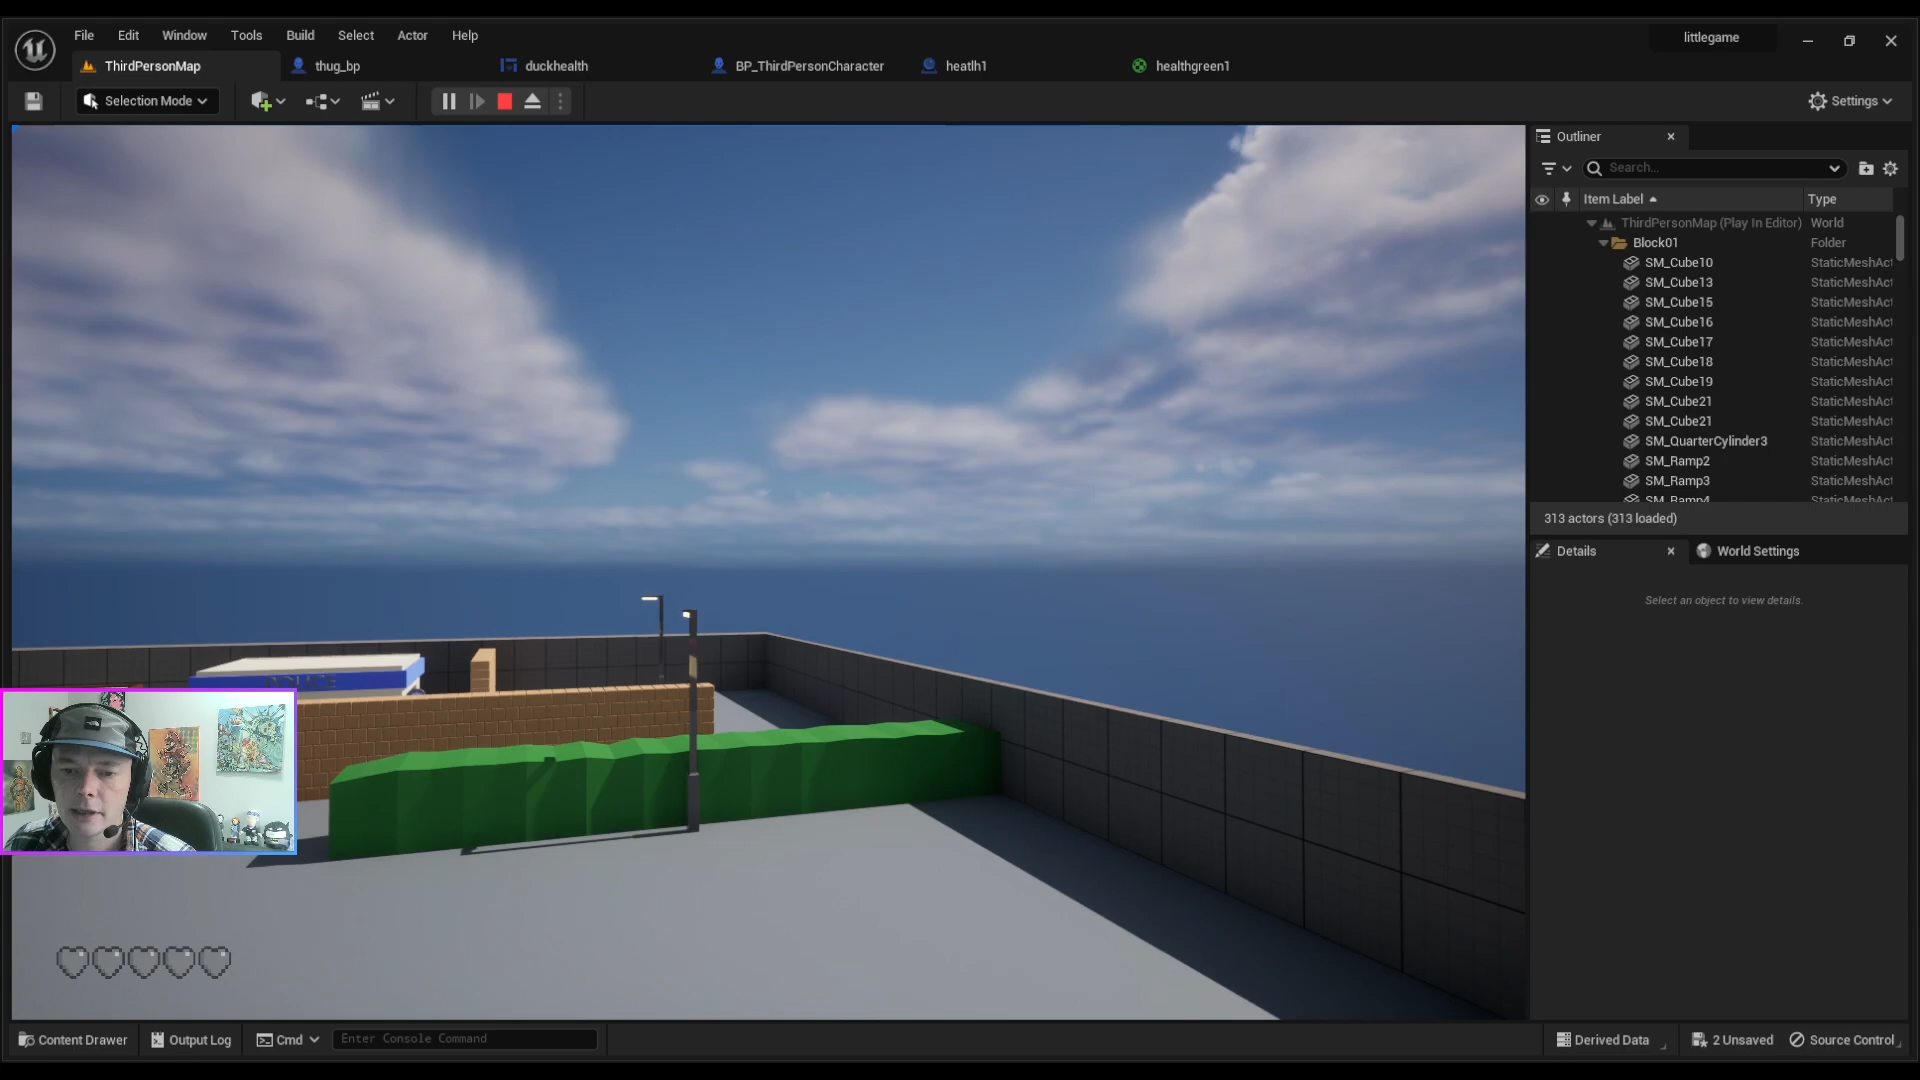 File Edit Window Tools Build Select Actor Help
littlegame
ThirdPersonMap thug_bp duckhealth BP_ThirdPersonCharacter heatlh1 healthgreen1
Selection Mode
Settings
Outliner
Search...
Item Label Type
ThirdPersonMap (Play In Editor) World
Block01 Folder
SM_Cube10 StaticMeshAct
SM_Cube13 StaticMeshAct
SM_Cube15 StaticMeshAct
SM_Cube16 StaticMeshAct
SM_Cube17 StaticMeshAct
SM_Cube18 StaticMeshAct
SM_Cube19 StaticMeshAct
SM_Cube21 StaticMeshAct
SM_Cube21 StaticMeshAct
SM_QuarterCylinder3 StaticMeshAct
SM_Ramp2 StaticMeshAct
SM_Ramp3 StaticMeshAct
SM_Ramp4 StaticMeshAct
313 actors (313 loaded)
Details World Settings
Select an object to view details.
POLICE
Content Drawer Output Log Cmd Enter Console Command
Derived Data 2 Unsaved Source Control